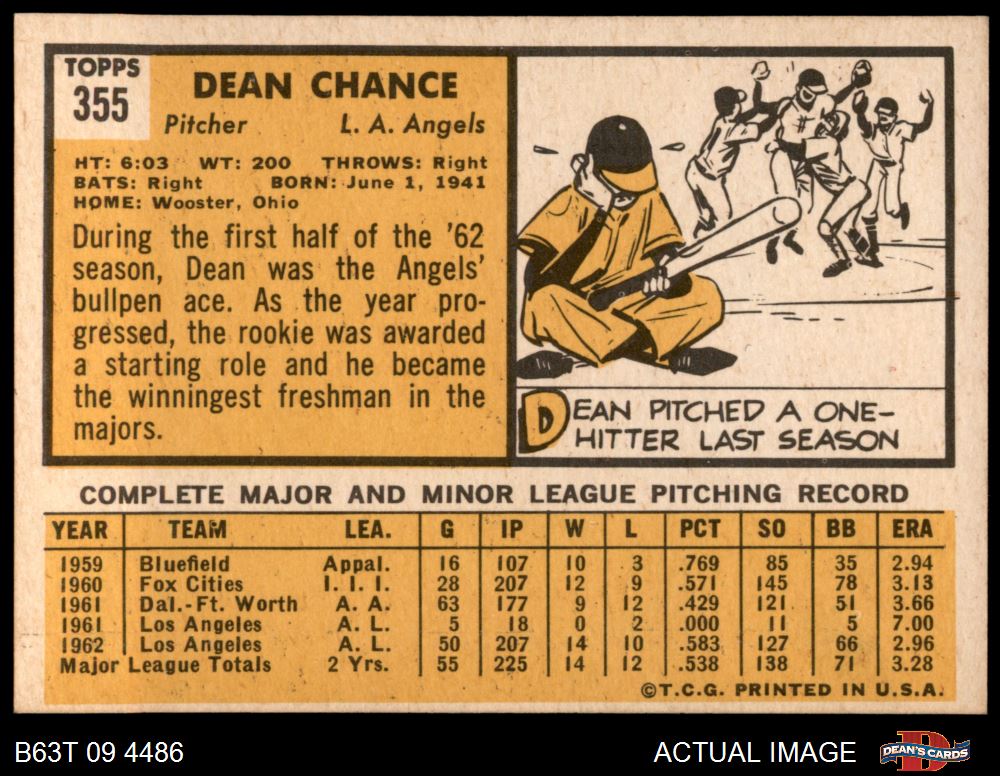 TOPPS
355
DEAN CHANCE
Pitcher L. A. Angels
HT: 6:03 WT: 200 THROWS: Right
BATS: Right BORN: June 1, 1941
HOME: Wooster, Ohio
During the first half of the '62
season, Dean was the Angels'
bullpen ace. As the year pro-
gressed, the rookie was awarded
a starting role and he became
the winningest freshman in the
majors.
DEAN PITCHED A ONE-
HITTER LAST SEASON
COMPLETE MAJOR AND MINOR LEAGUE PITCHING RECORD
YEAR TEAM LEA. G IP W L PCT SO BB ERA
1959 Bluefield Appal. 16 107 10 3 .769 85 35 2.94
1960 Fox Cities I. I. I. 28 207 12 9 .571 145 78 3.13
1961 Dal.-Ft. Worth A. A. 63 177 9 12 .429 121 51 3.66
1961 Los Angeles A. L. 5 18 0 2 .000 11 5 7.00
1962 Los Angeles A. L. 50 207 14 10 .583 127 66 2.96
Major League Totals 2 Yrs. 55 225 14 12 .538 138 71 3.28
©T.C.G. PRINTED IN U.S.A.
B63T 09 4486 ACTUAL IMAGE D DEAN'S CARDS